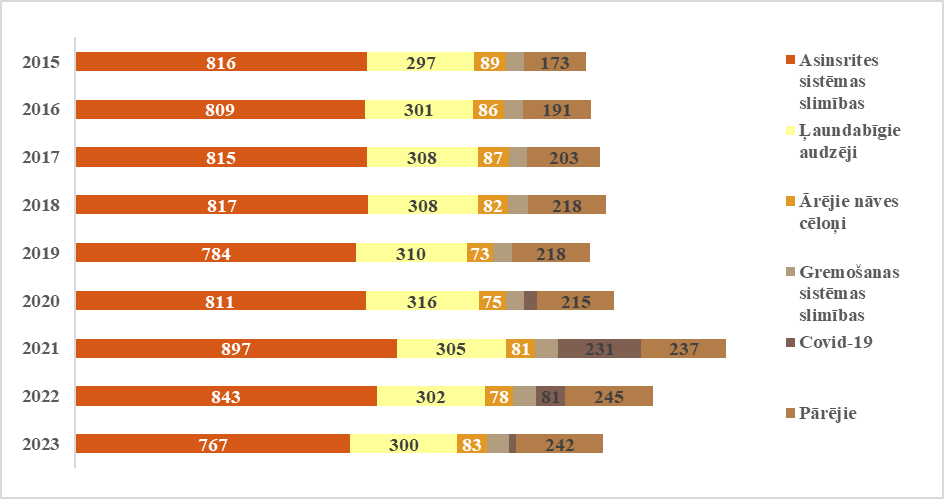 2015 816 297 89 173
2016 809 301 86 191
2017 815 308 87 203
2018 817 308 82 218
2019 784 310 73 218
2020 811 316 75 215
2021 897 305 81 231 237
2022 843 302 78 81 245
2023 767 300 83 242
Asinsrites
sistēmas
slimības
Ļaundabīgie
audzēji
Ārējie nāves
cēloņi
Gremošanas
sistēmas
slimības
Covid-19
Pārējie